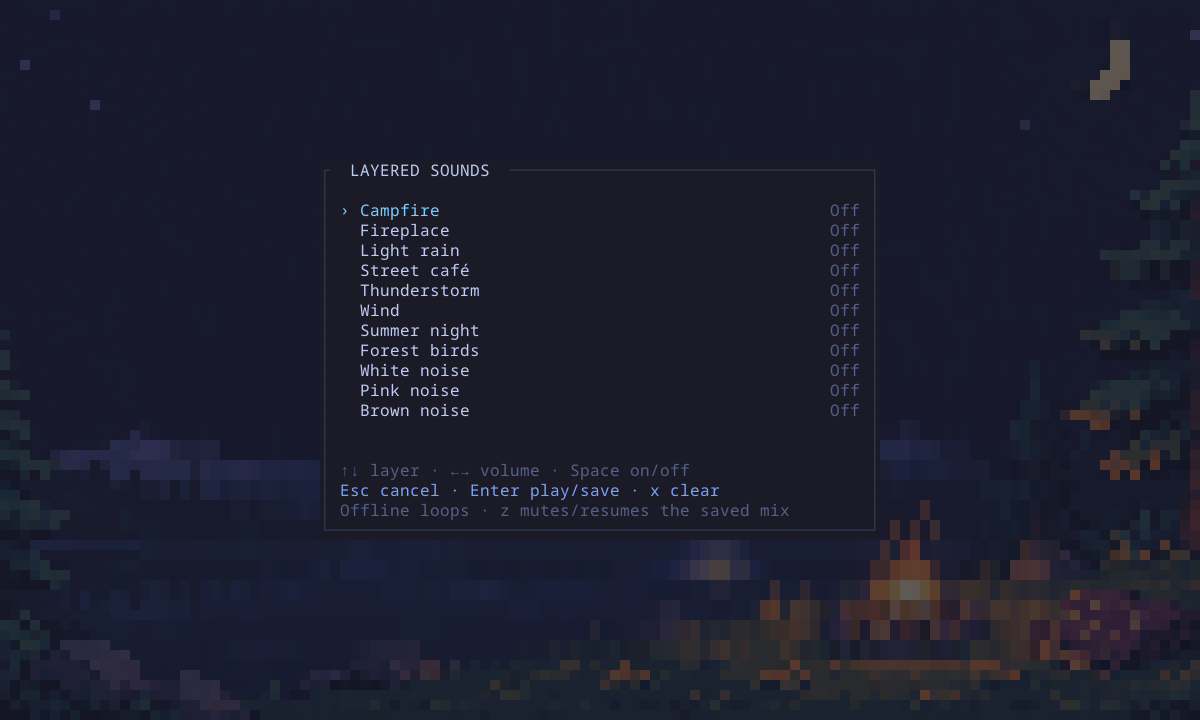 LAYERED SOUNDS
› Campfire Off
Fireplace Off
Light rain Off
Street café Off
Thunderstorm Off
Wind Off
Summer night Off
Forest birds Off
White noise Off
Pink noise Off
Brown noise Off
↑↓ layer · ←→ volume · Space on/off
Esc cancel · Enter play/save · x clear
Offline loops · z mutes/resumes the saved mix